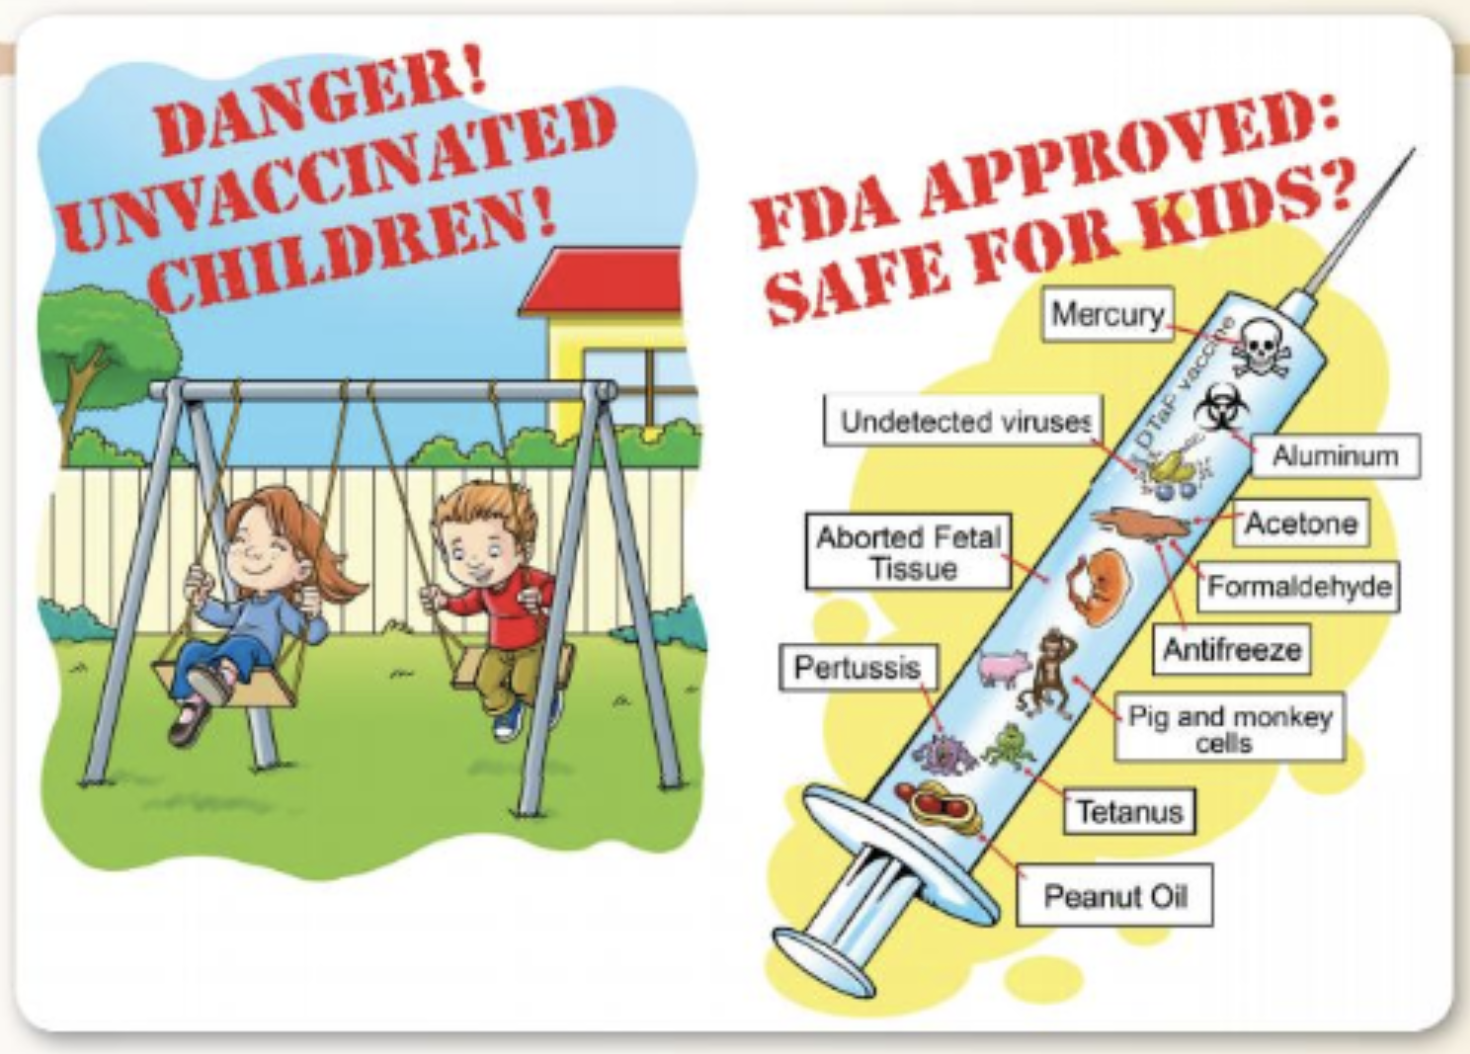 DANGER!
UNVACCINATED
CHILDREN!
FDA APPROVED:
SAFE FOR KIDS?
Mercury
DTaP vaccine
Undetected viruses
Aluminum
Acetone
Aborted Fetal
Tissue
Formaldehyde
Antifreeze
Pertussis
Pig and monkey
cells
Tetanus
Peanut Oil